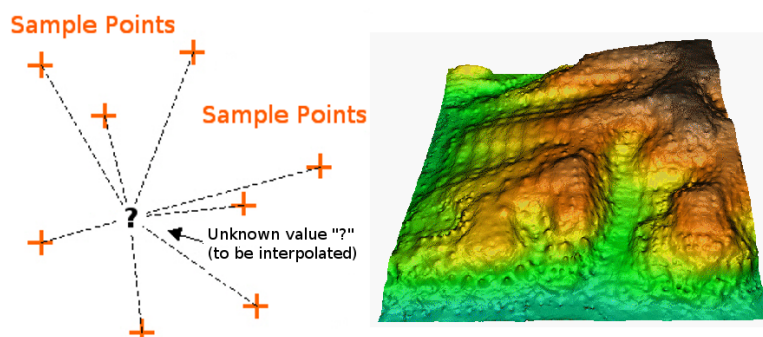 Sample Points
Sample Points
?
Unknown value "?"
(to be interpolated)